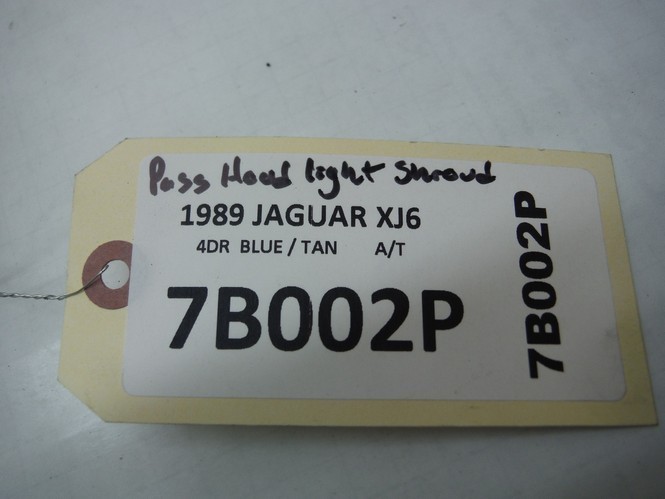 Pass Head light Shroud
1989 JAGUAR XJ6
4DR BLUE / TAN A/T
7B002P
7B002P